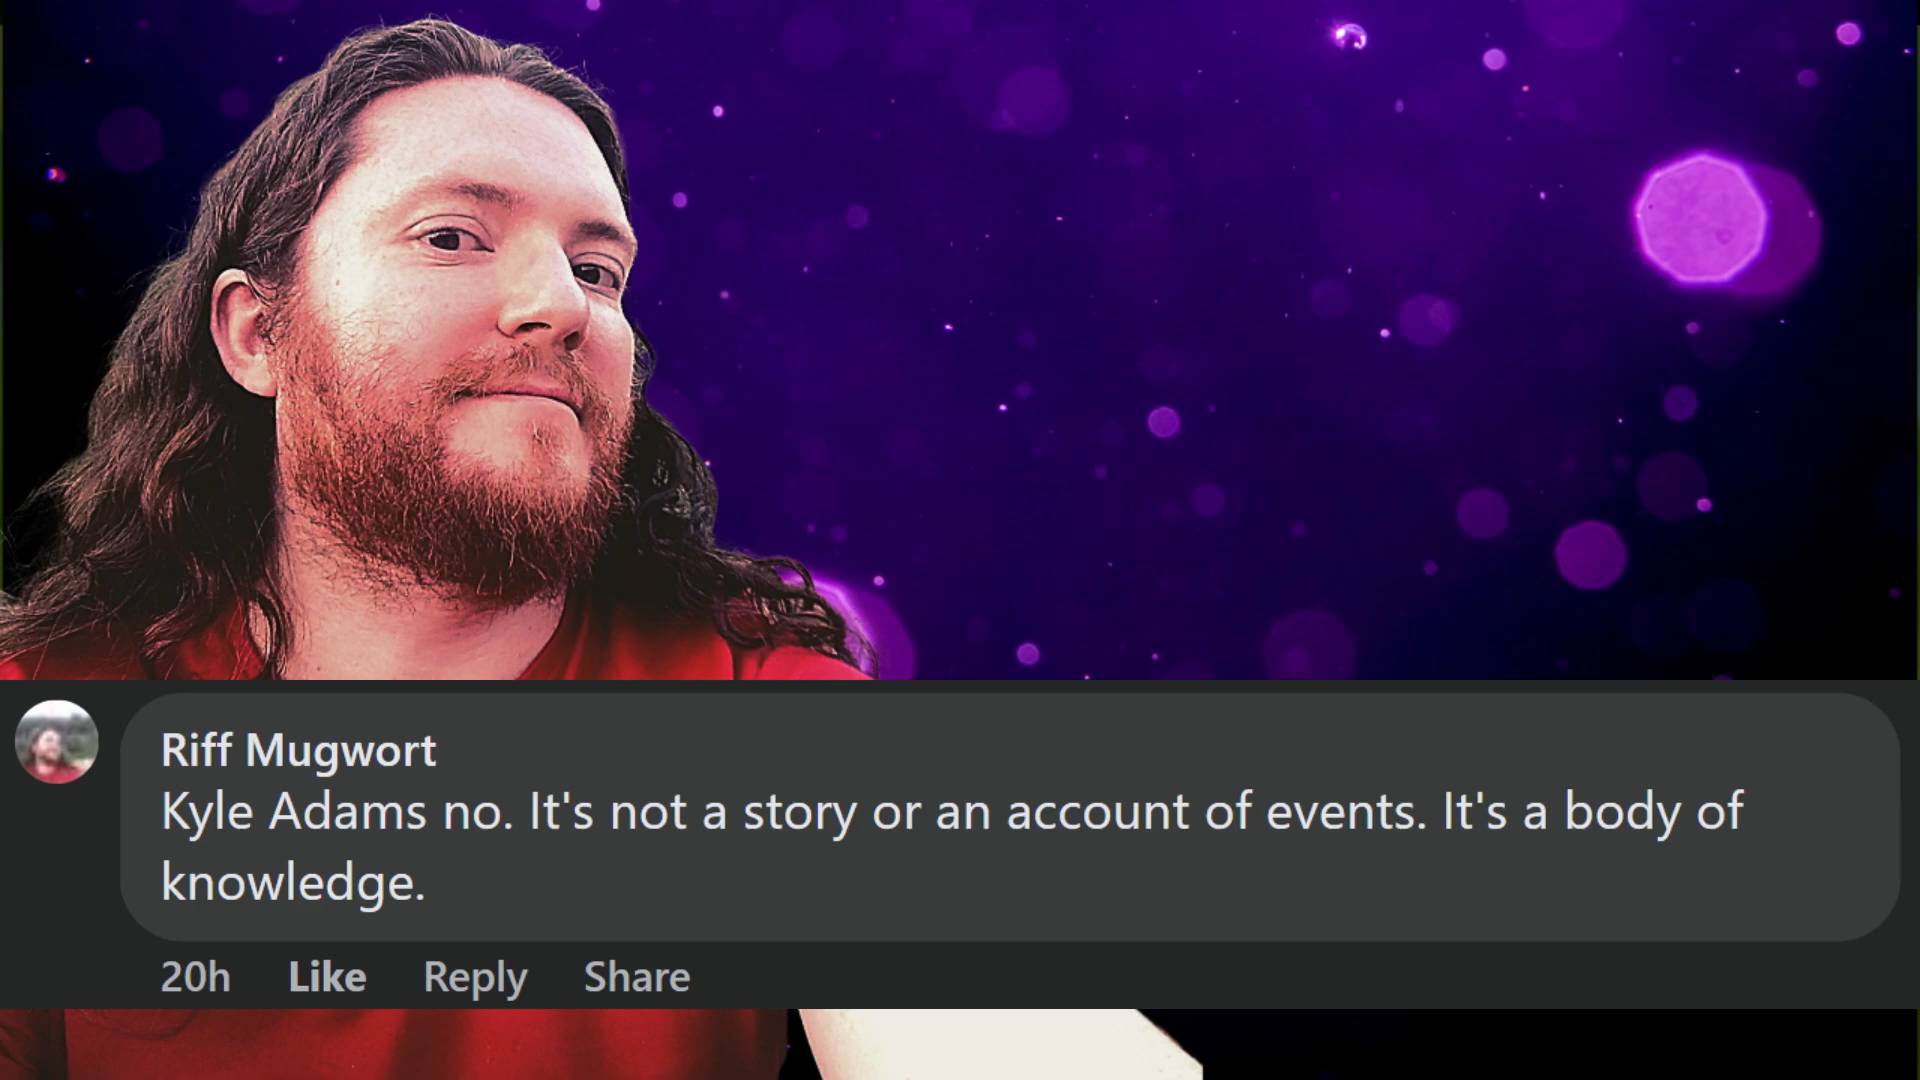 Riff Mugwort
Kyle Adams no. It's not a story or an account of events. It's a body of
knowledge.
20h Like Reply Share